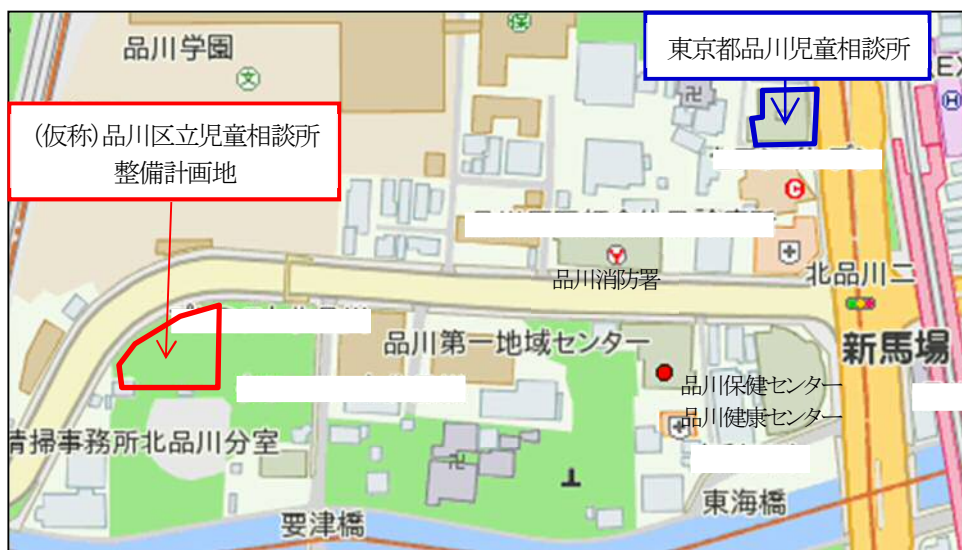 品川学園
東京都品川児童相談所
(仮称)品川区立児童相談所
整備計画地
品川消防署
北品川二
品川第一地域センター
新馬場
品川保健センター
品川健康センター
清掃事務所北品川分室
東海橋
要津橋